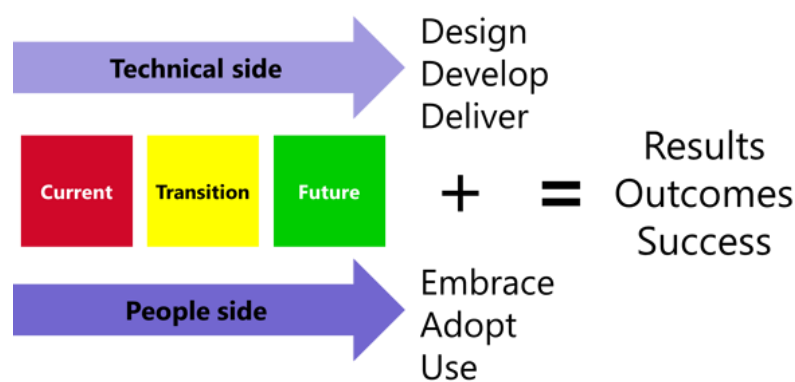 Technical side
Design
Develop
Deliver
Current
Transition
Future
+
=
Results
Outcomes
Success
People side
Embrace
Adopt
Use